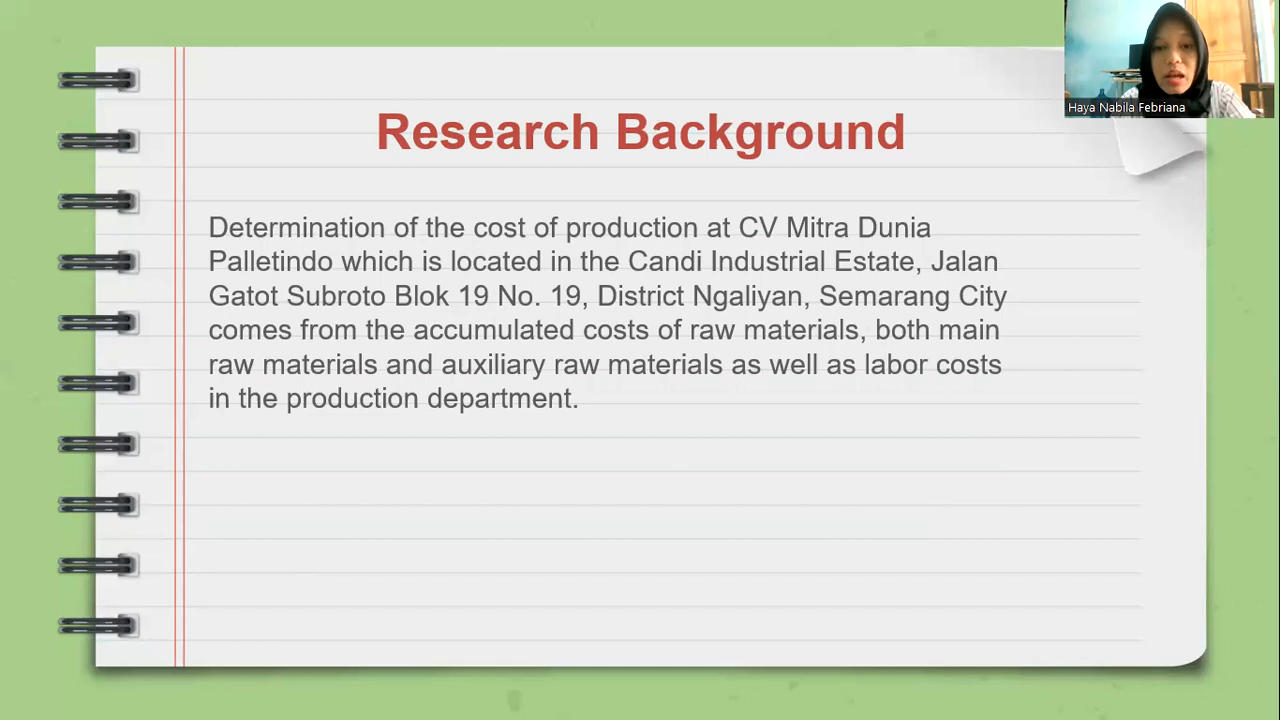 Haya Nabila Febriana
Research Background
Determination of the cost of production at CV Mitra Dunia
Palletindo which is located in the Candi Industrial Estate, Jalan
Gatot Subroto Blok 19 No. 19, District Ngaliyan, Semarang City
comes from the accumulated costs of raw materials, both main
raw materials and auxiliary raw materials as well as labor costs
in the production department.